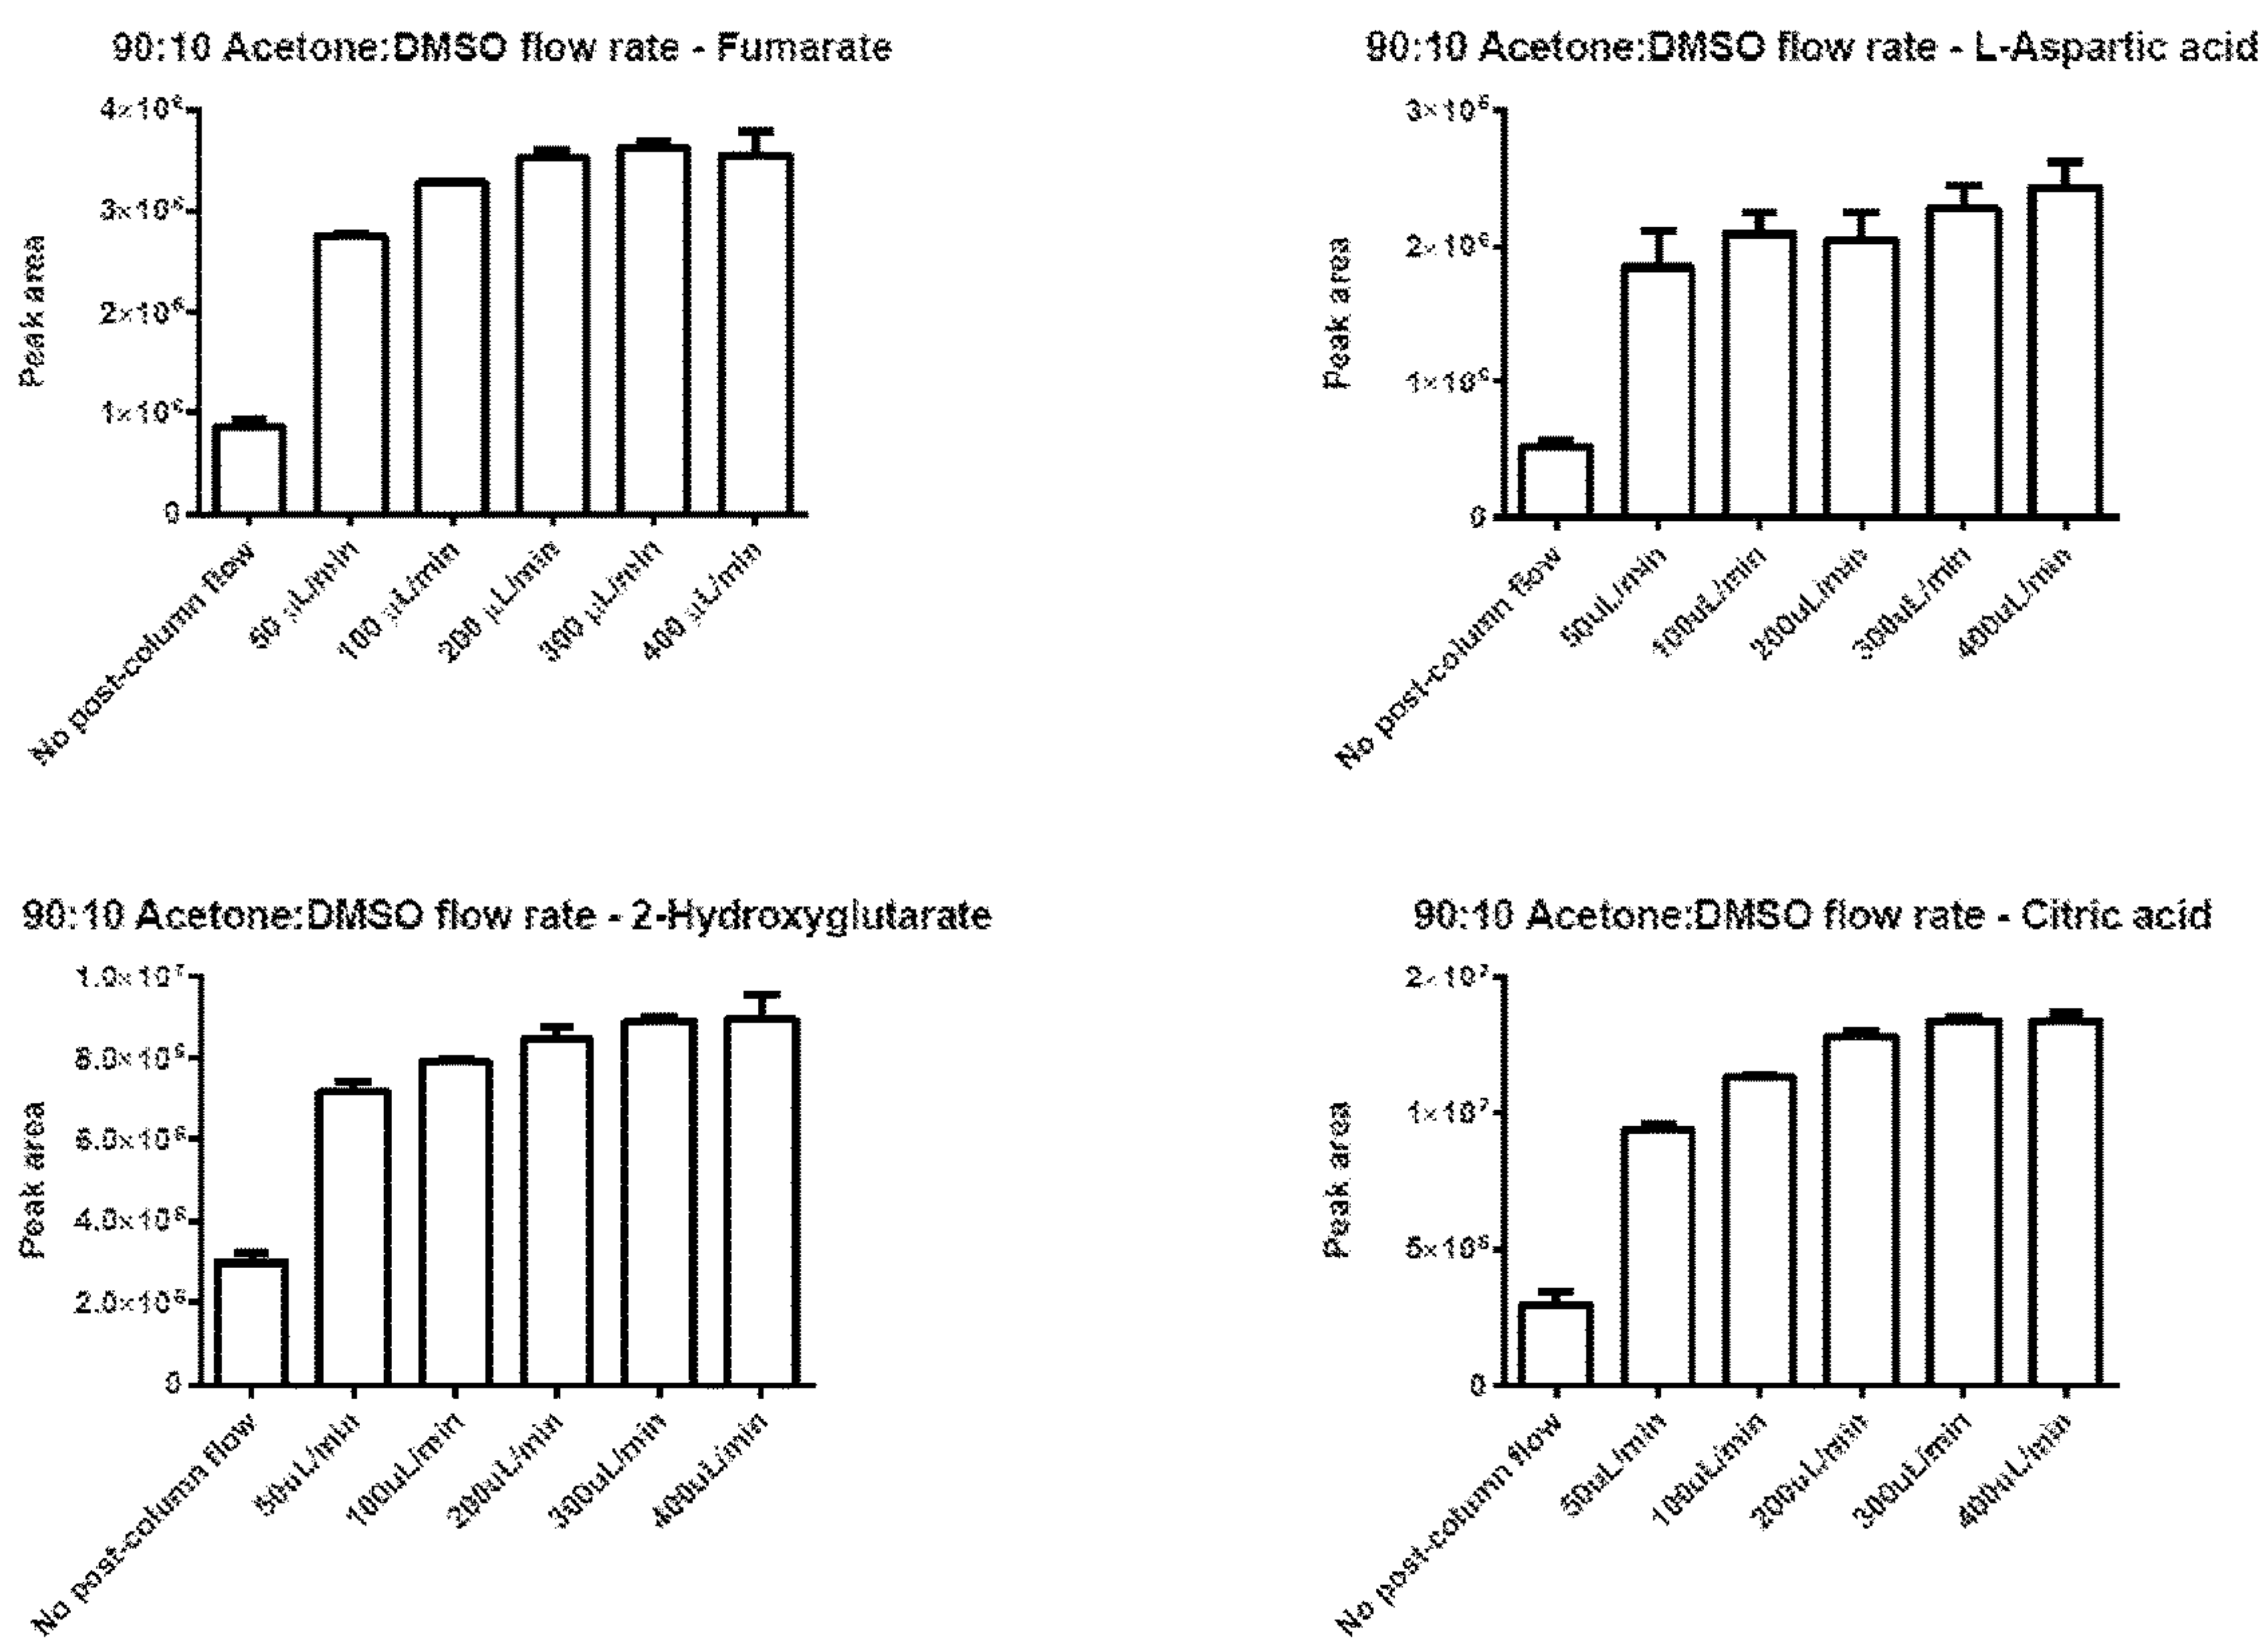 90:10 Acetone:DMSO flow rate - Fumarate
Peak area
4×10⁶
3×10⁶
2×10⁶
1×10⁶
0
No post-column flow
50 µL/min
100 µL/min
200 µL/min
300 µL/min
400 µL/min
90:10 Acetone:DMSO flow rate - L-Aspartic acid
Peak area
3×10⁶
2×10⁶
1×10⁶
0
No post-column flow
50uL/min
100uL/min
200uL/min
300uL/min
400uL/min
90:10 Acetone:DMSO flow rate - 2-Hydroxyglutarate
Peak area
1.0×10⁷
8.0×10⁶
6.0×10⁶
4.0×10⁶
2.0×10⁶
0
No post-column flow
50uL/min
100uL/min
200uL/min
300uL/min
400uL/min
90:10 Acetone:DMSO flow rate - Citric acid
Peak area
2×10⁷
1×10⁷
5×10⁶
0
No post-column flow
50uL/min
100uL/min
200uL/min
300uL/min
400uL/min